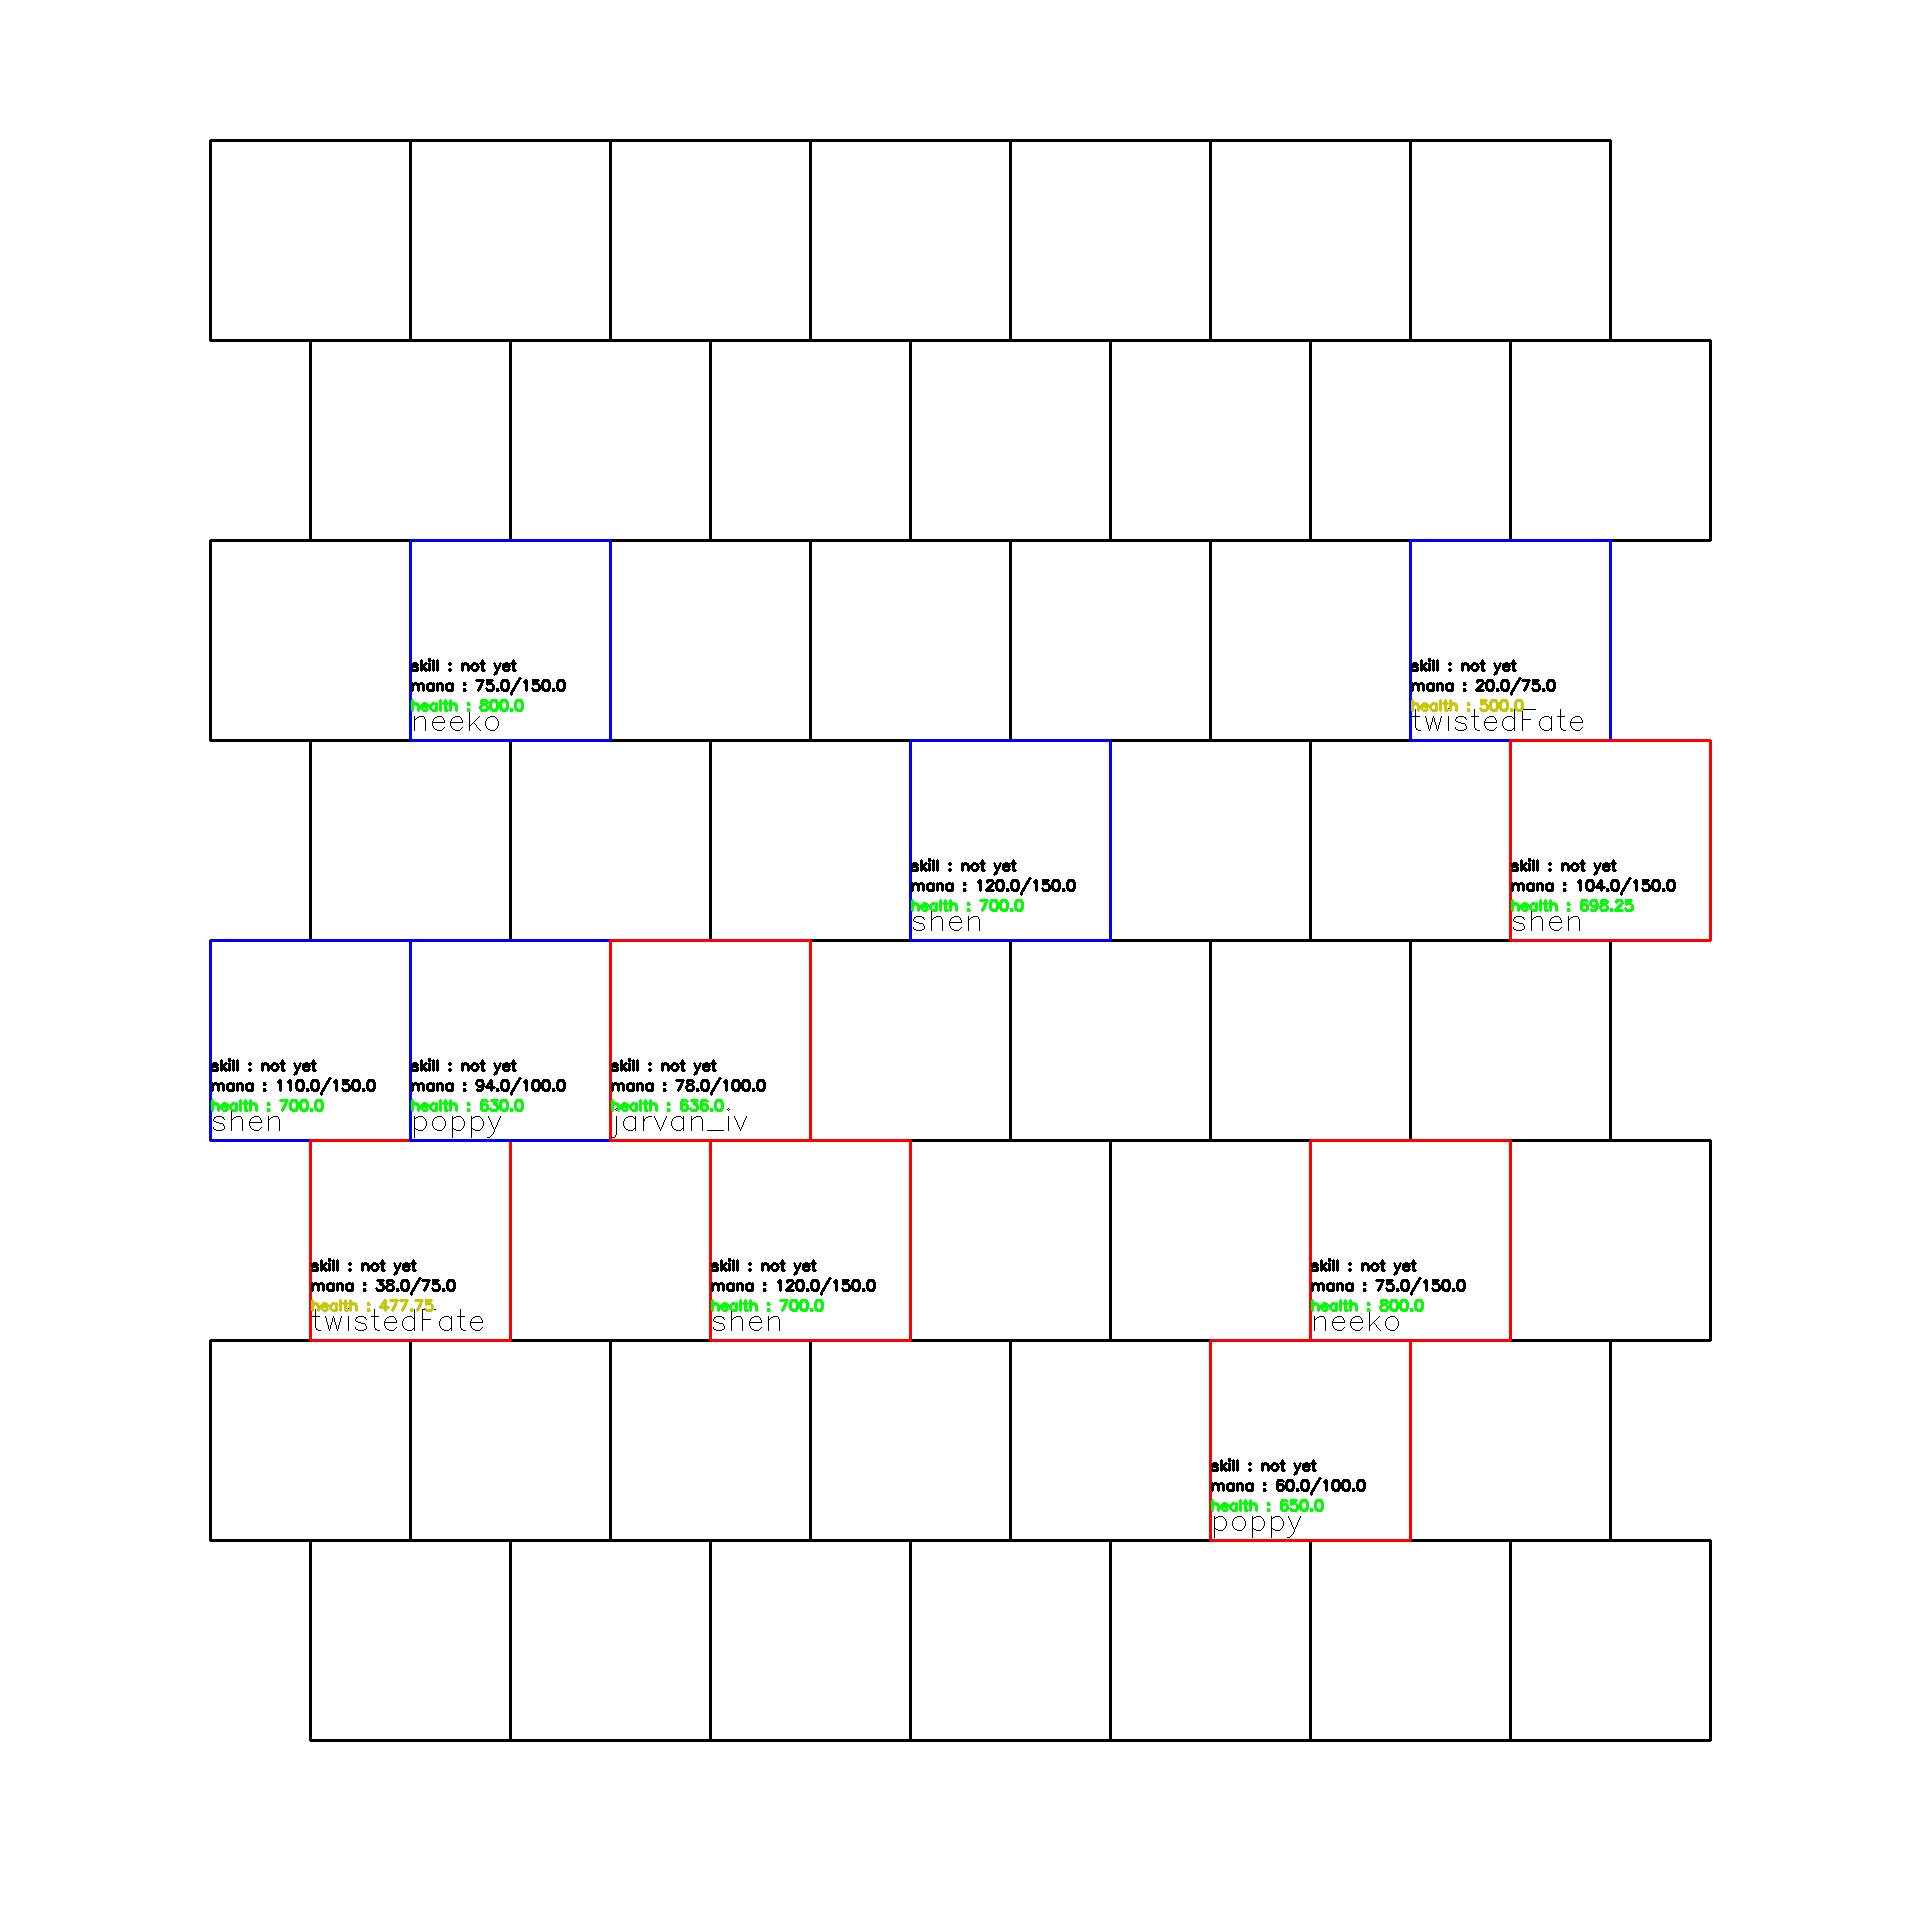 skill : not yet
mana : 75.0/150.0
health : 800.0
neeko
skill : not yet
mana : 20.0/75.0
health : 500.0
twistedFate
skill : not yet
mana : 120.0/150.0
health : 700.0
shen
skill : not yet
mana : 104.0/150.0
health : 698.25
shen
skill : not yet
mana : 110.0/150.0
health : 700.0
shen
skill : not yet
mana : 94.0/100.0
health : 630.0
poppy
skill : not yet
mana : 78.0/100.0
health : 636.0
jarvan_iv
skill : not yet
mana : 38.0/75.0
health : 477.75
twistedFate
skill : not yet
mana : 120.0/150.0
health : 700.0
shen
skill : not yet
mana : 75.0/150.0
health : 800.0
neeko
skill : not yet
mana : 60.0/100.0
health : 650.0
poppy